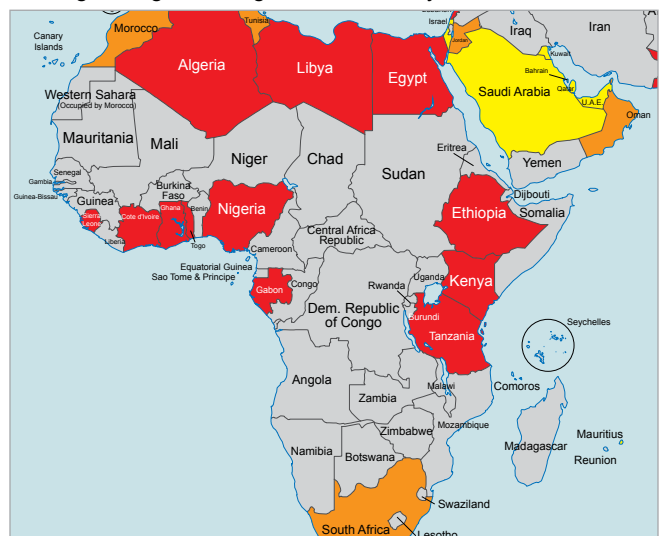 Canary
Islands
Morocco
Tunisia
Israel
Jordan
Iraq
Iran
Kuwait
Algeria
Libya
Egypt
Bahrain
Qatar
Saudi Arabia
U.A.E.
Oman
Western Sahara
(Occupied by Morocco)
Mauritania
Mali
Niger
Chad
Sudan
Eritrea
Yemen
Senegal
Gambia
Guinea-Bissau
Guinea
Burkina
Faso
Benin
Nigeria
Djibouti
Ethiopia
Somalia
Sierra
Leone
Cote d'Ivoire
Ghana
Liberia
Togo
Cameroon
Central Africa
Republic
Equatorial Guinea
Sao Tome & Principe
Gabon
Congo
Uganda
Kenya
Rwanda
Dem. Republic
of Congo
Burundi
Tanzania
Seychelles
Angola
Malawi
Comoros
Zambia
Mozambique
Zimbabwe
Madagascar
Mauritius
Reunion
Namibia
Botswana
Swaziland
South Africa
Lesotho